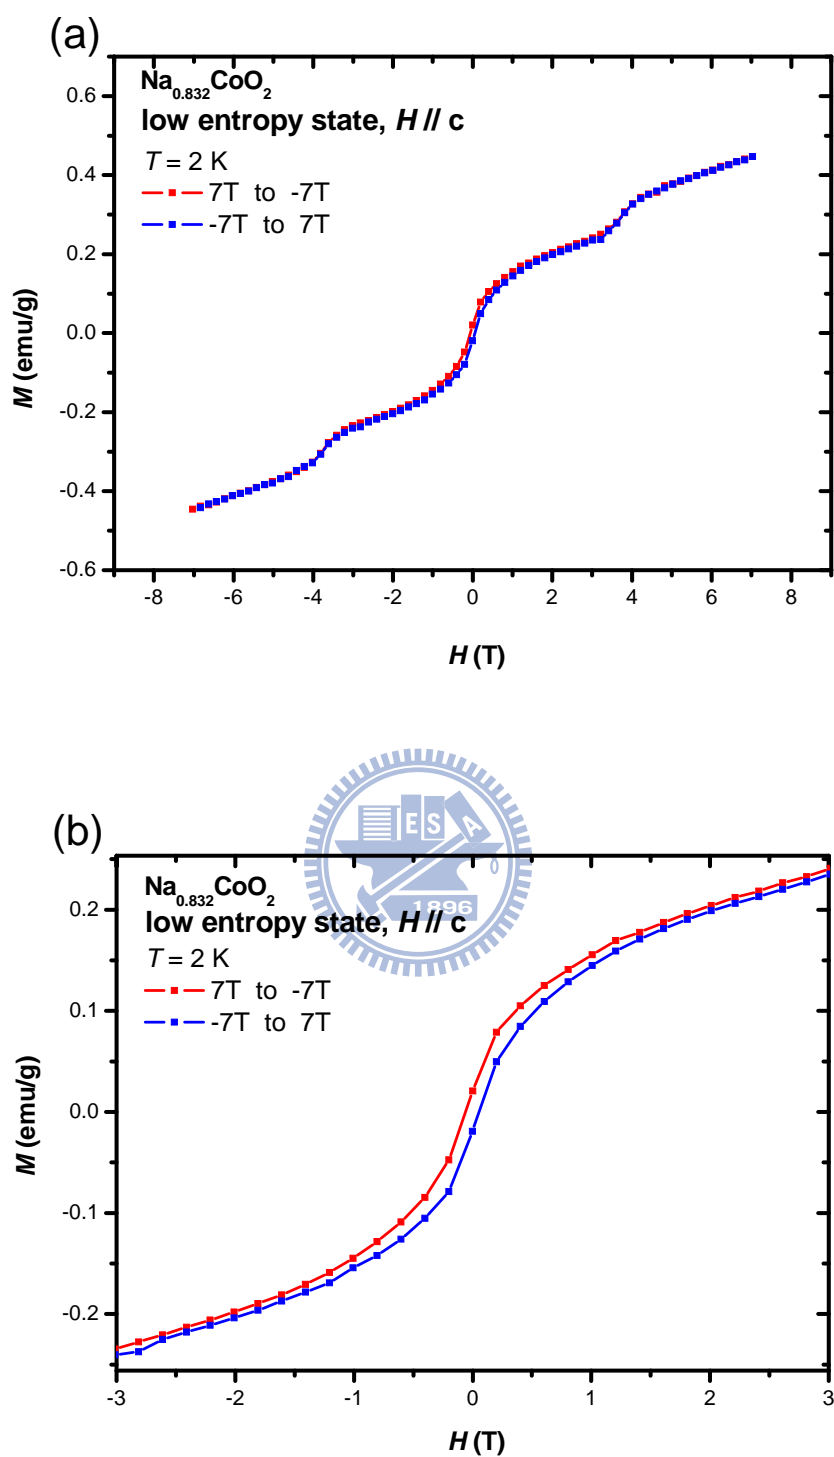 (a)
Na0.832CoO2
low entropy state, H // c
T = 2 K
7T to -7T
-7T to 7T
0.6
0.4
0.2
0.0
-0.2
-0.4
-0.6
M (emu/g)
-8 -6 -4 -2 0 2 4 6 8
H (T)
(b)
E S A
1896
Na0.832CoO2
low entropy state, H // c
T = 2 K
7T to -7T
-7T to 7T
0.2
0.1
0.0
-0.1
-0.2
M (emu/g)
-3 -2 -1 0 1 2 3
H (T)